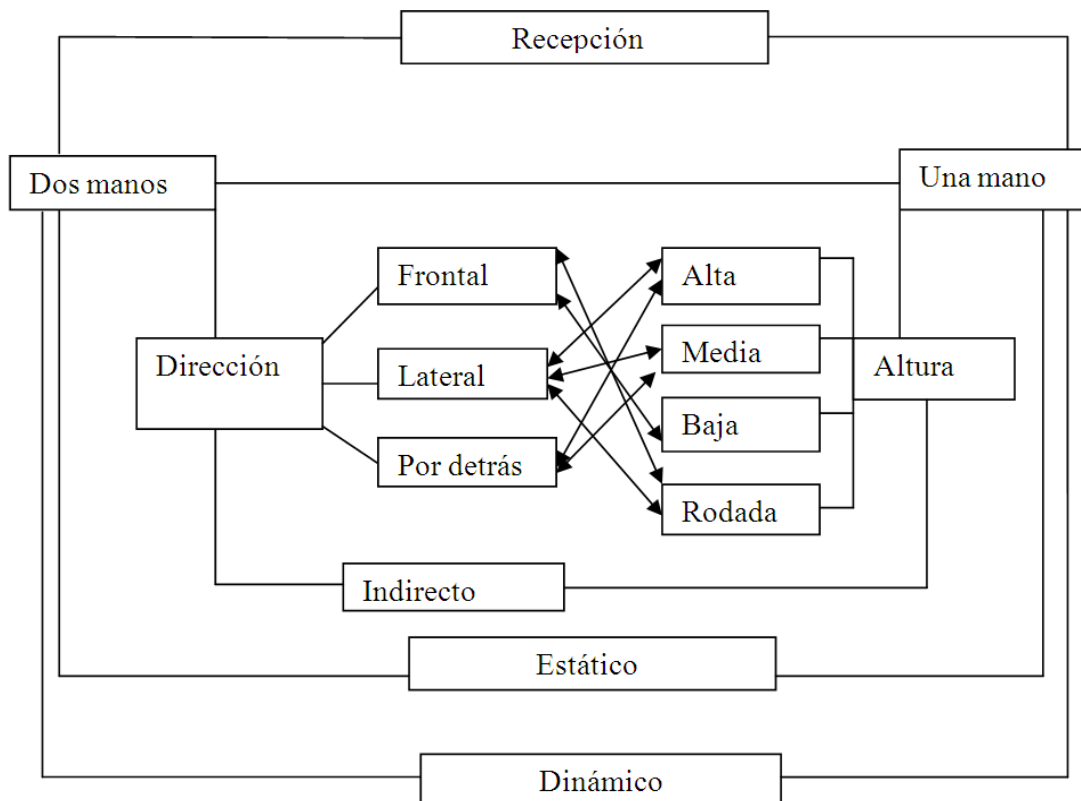 Recepción
Dos manos
Una mano
Frontal
Alta
Dirección
Lateral
Media
Altura
Baja
Por detrás
Rodada
Indirecto
Estático
Dinámico